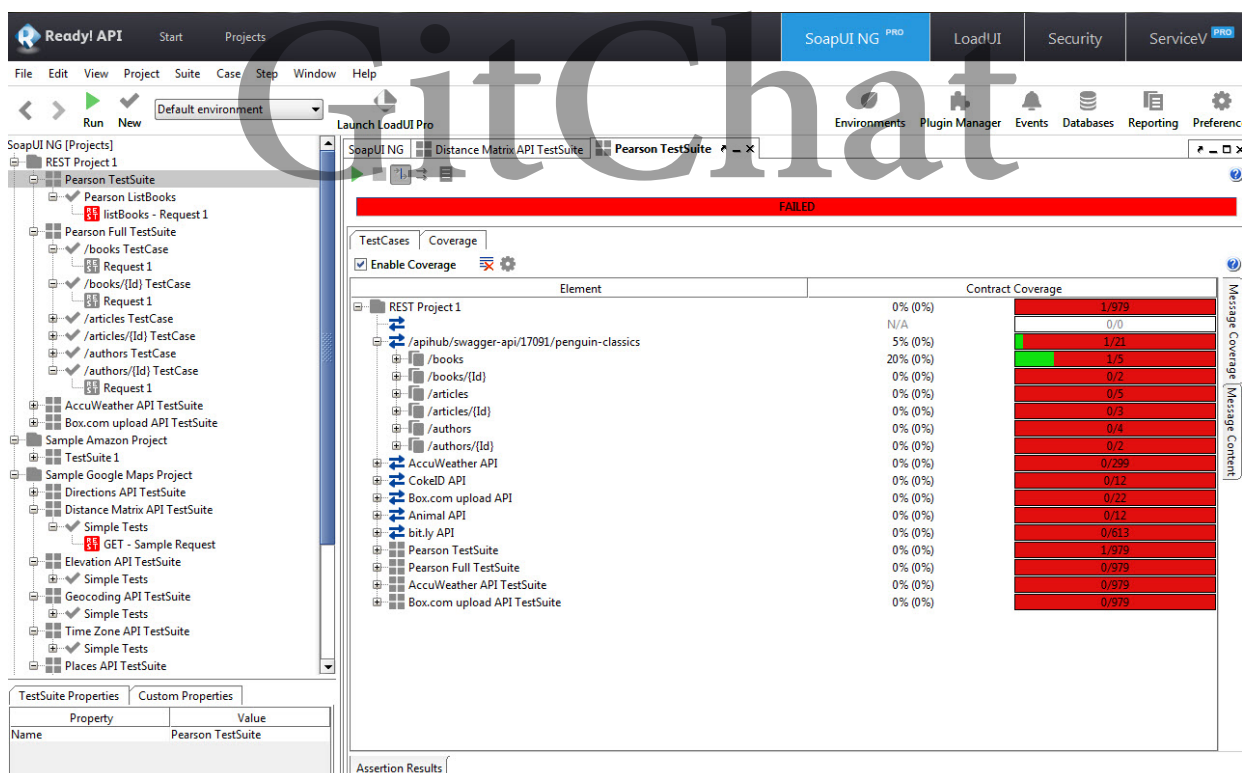 Ready! API Start Projects SoapUI NG PRO LoadUI Security ServiceV PRO
GitChat
File Edit View Project Suite Case Step Window Help
Run New Default environment Launch LoadUI Pro Environments Plugin Manager Events Databases Reporting Preferenc
SoapUI NG [Projects]
REST Project 1
Pearson TestSuite
Pearson ListBooks
REST listBooks - Request 1
Pearson Full TestSuite
/books TestCase
REST Request 1
/books/{Id} TestCase
REST Request 1
/articles TestCase
/articles/{Id} TestCase
/authors TestCase
/authors/{Id} TestCase
REST Request 1
AccuWeather API TestSuite
Box.com upload API TestSuite
Sample Amazon Project
TestSuite 1
Sample Google Maps Project
Directions API TestSuite
Distance Matrix API TestSuite
Simple Tests
REST GET - Sample Request
Elevation API TestSuite
Simple Tests
Geocoding API TestSuite
Simple Tests
Time Zone API TestSuite
Simple Tests
Places API TestSuite
TestSuite Properties Custom Properties
Property Value
Name Pearson TestSuite
SoapUI NG Distance Matrix API TestSuite Pearson TestSuite
FAILED
TestCases Coverage
Enable Coverage
Element Contract Coverage
REST Project 1 0% (0%) 1/979
N/A 0/0
/apihub/swagger-api/17091/penguin-classics 5% (0%) 1/21
/books 20% (0%) 1/5
/books/{Id} 0% (0%) 0/2
/articles 0% (0%) 0/5
/articles/{Id} 0% (0%) 0/3
/authors 0% (0%) 0/4
/authors/{Id} 0% (0%) 0/2
AccuWeather API 0% (0%) 0/299
CokeID API 0% (0%) 0/12
Box.com upload API 0% (0%) 0/22
Animal API 0% (0%) 0/12
bit.ly API 0% (0%) 0/613
Pearson TestSuite 0% (0%) 1/979
Pearson Full TestSuite 0% (0%) 0/979
AccuWeather API TestSuite 0% (0%) 0/979
Box.com upload API TestSuite 0% (0%) 0/979
Message Coverage
Message Content
Assertion Results